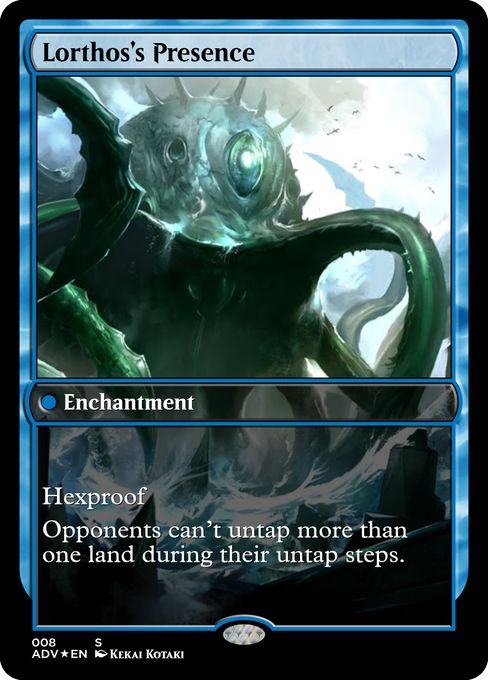 Lorthos's Presence
Enchantment
Hexproof
Opponents can't untap more than
one land during their untap steps.
008 S
ADV★EN Kekai Kotaki